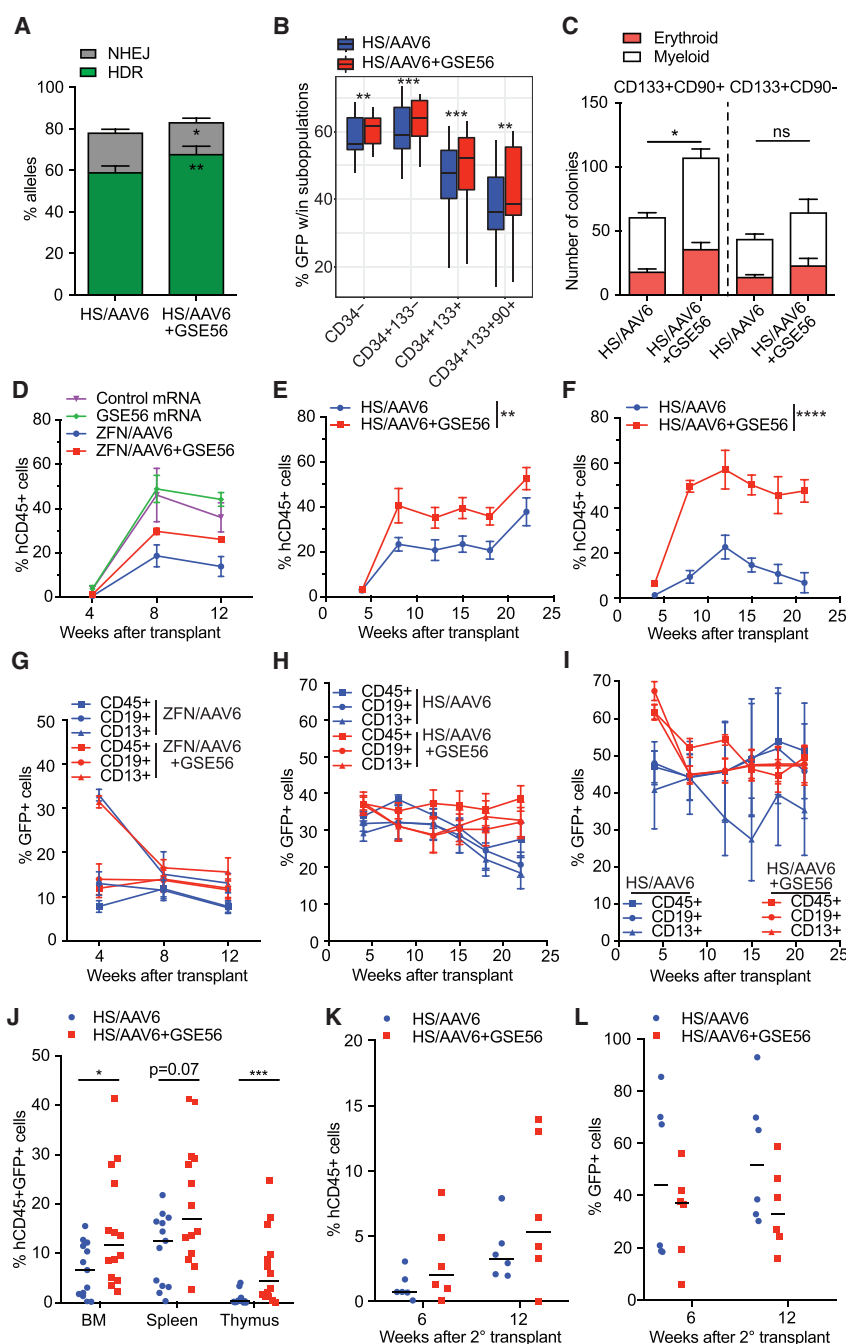 A
NHEJ
HDR
% alleles
100
80
60
40
20
0
*
**
HS/AAV6
HS/AAV6
+GSE56
B
HS/AAV6
HS/AAV6+GSE56
% GFP w/in suboppulations
80
60
40
20
**
***
***
**
CD34−
CD34+133−
CD34+133+
CD34+133+90+
C
Erythroid
Myeloid
CD133+CD90+
CD133+CD90-
Number of colonies
150
100
50
0
*
ns
HS/AAV6
HS/AAV6
+GSE56
HS/AAV6
HS/AAV6
+GSE56
D
Control mRNA
GSE56 mRNA
ZFN/AAV6
ZFN/AAV6+GSE56
% hCD45+ cells
80
60
40
20
0
4
8
12
Weeks after transplant
E
HS/AAV6
HS/AAV6+GSE56
**
% hCD45+ cells
80
60
40
20
0
0
5
10
15
20
25
Weeks after transplant
F
HS/AAV6
HS/AAV6+GSE56
****
% hCD45+ cells
80
60
40
20
0
0
5
10
15
20
25
Weeks after transplant
G
CD45+
CD19+
CD13+
ZFN/AAV6
CD45+
CD19+
CD13+
ZFN/AAV6
+GSE56
% GFP+ cells
50
40
30
20
10
0
4
8
12
Weeks after transplant
H
CD45+
CD19+
CD13+
HS/AAV6
CD45+
CD19+
CD13+
HS/AAV6
+GSE56
% GFP+ cells
70
60
50
40
30
20
10
0
0
5
10
15
20
25
Weeks after transplant
I
% GFP+ cells
70
60
50
40
30
20
10
0
HS/AAV6
CD45+
CD19+
CD13+
HS/AAV6
+GSE56
CD45+
CD19+
CD13+
0
5
10
15
20
25
Weeks after transplant
J
HS/AAV6
HS/AAV6+GSE56
% hCD45+GFP+ cells
50
40
30
20
10
0
*
p=0.07
***
BM
Spleen
Thymus
K
HS/AAV6
HS/AAV6+GSE56
% hCD45+ cells
20
15
10
5
0
6
12
Weeks after 2° transplant
L
HS/AAV6
HS/AAV6+GSE56
% GFP+ cells
100
80
60
40
20
0
6
12
Weeks after 2° transplant